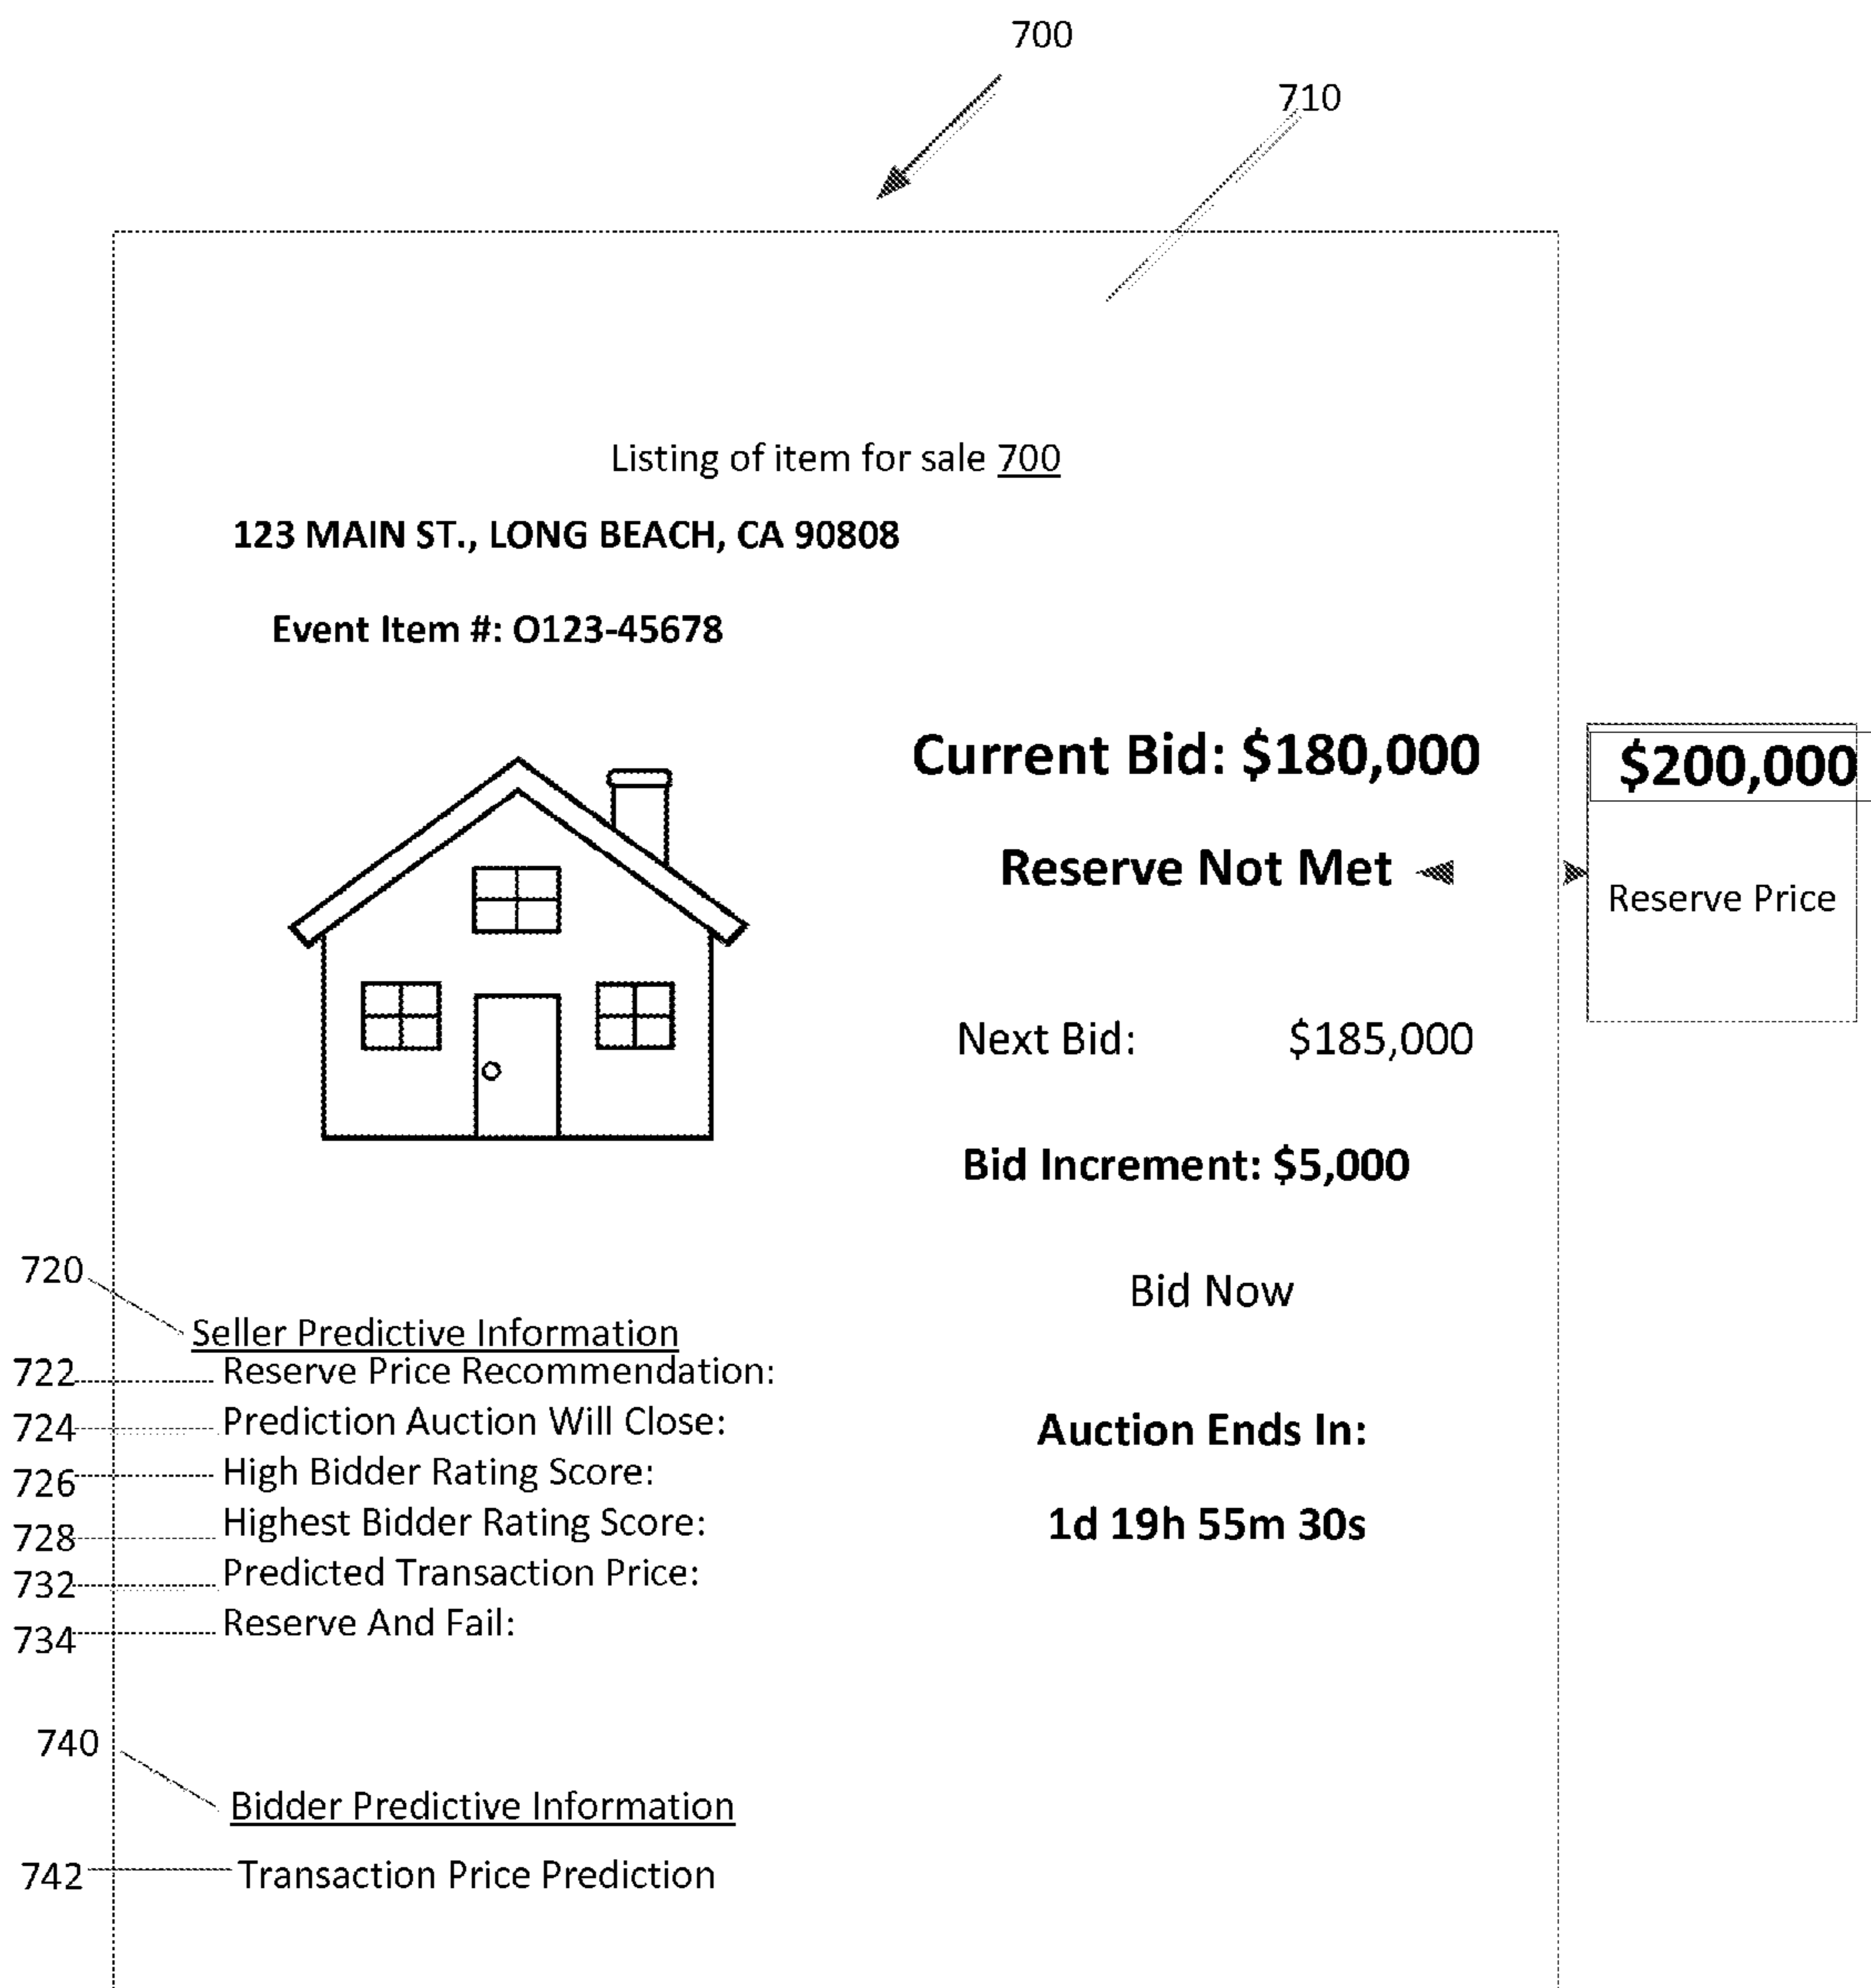 700
710
Listing of item for sale 700
123 MAIN ST., LONG BEACH, CA 90808
Event Item #: O123-45678
Current Bid: $180,000
$200,000
Reserve Not Met
Reserve Price
Next Bid: $185,000
Bid Increment: $5,000
Bid Now
Auction Ends In:
1d 19h 55m 30s
720
Seller Predictive Information
722 Reserve Price Recommendation:
724 Prediction Auction Will Close:
726 High Bidder Rating Score:
728 Highest Bidder Rating Score:
732 Predicted Transaction Price:
734 Reserve And Fail:
740
Bidder Predictive Information
742 Transaction Price Prediction